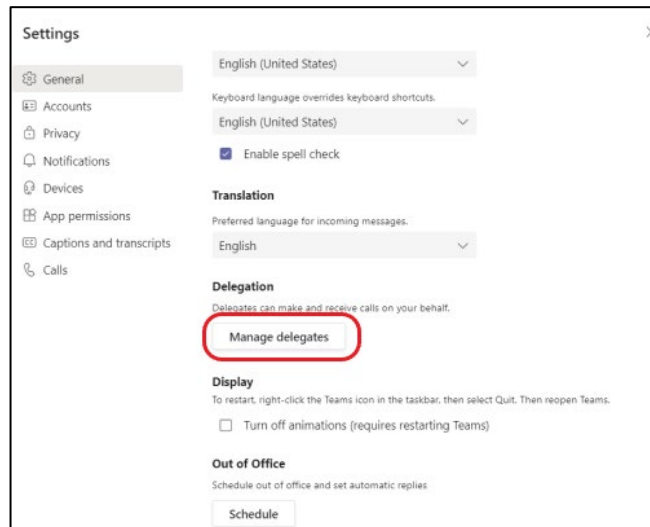 Settings
General
Accounts
Privacy
Notifications
Devices
App permissions
Captions and transcripts
Calls
English (United States)
Keyboard language overrides keyboard shortcuts.
English (United States)
Enable spell check
Translation
Preferred language for incoming messages.
English
Delegation
Delegates can make and receive calls on your behalf.
Manage delegates
Display
To restart, right-click the Teams icon in the taskbar, then select Quit. Then reopen Teams.
Turn off animations (requires restarting Teams)
Out of Office
Schedule out of office and set automatic replies
Schedule